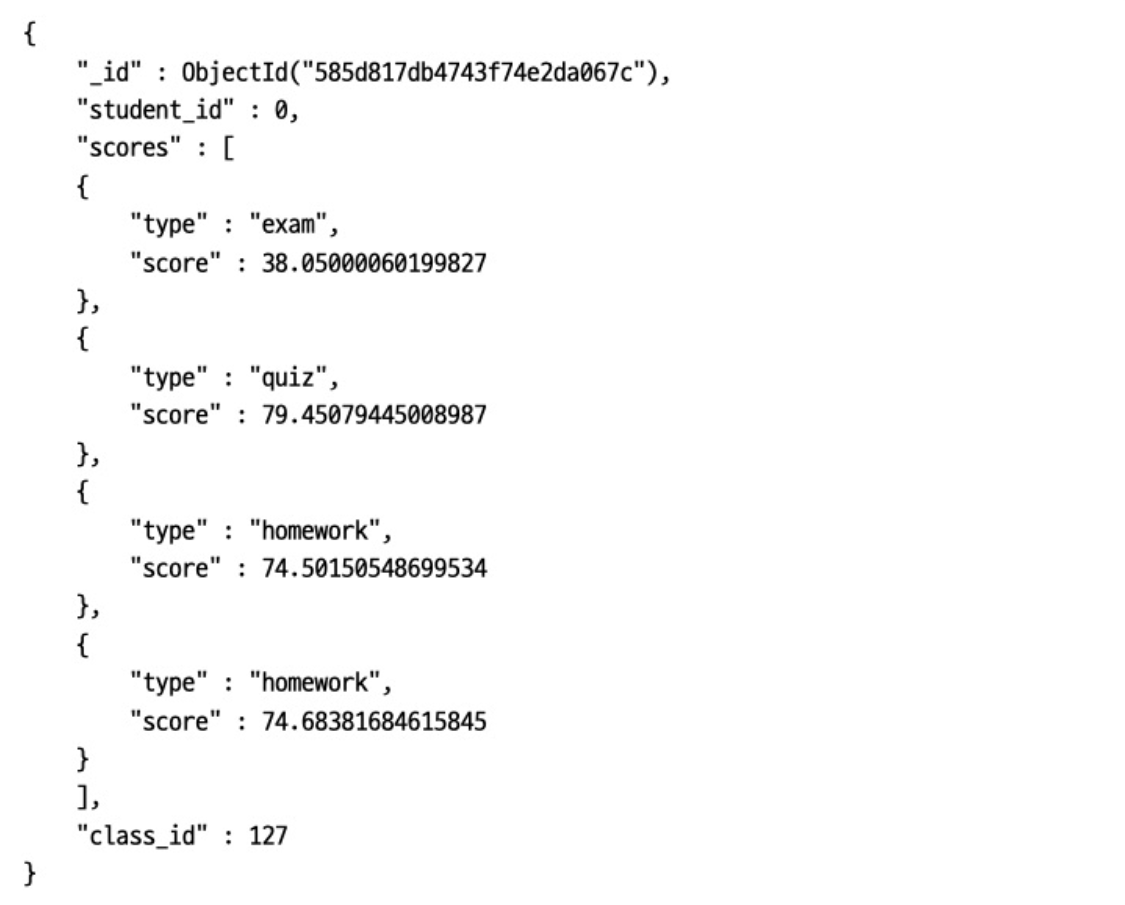 {
"_id" : ObjectId("585d817db4743f74e2da067c"),
"student_id" : 0,
"scores" : [
{
"type" : "exam",
"score" : 38.05000060199827
},
{
"type" : "quiz",
"score" : 79.45079445008987
},
{
"type" : "homework",
"score" : 74.50150548699534
},
{
"type" : "homework",
"score" : 74.68381684615845
}
],
"class_id" : 127
}